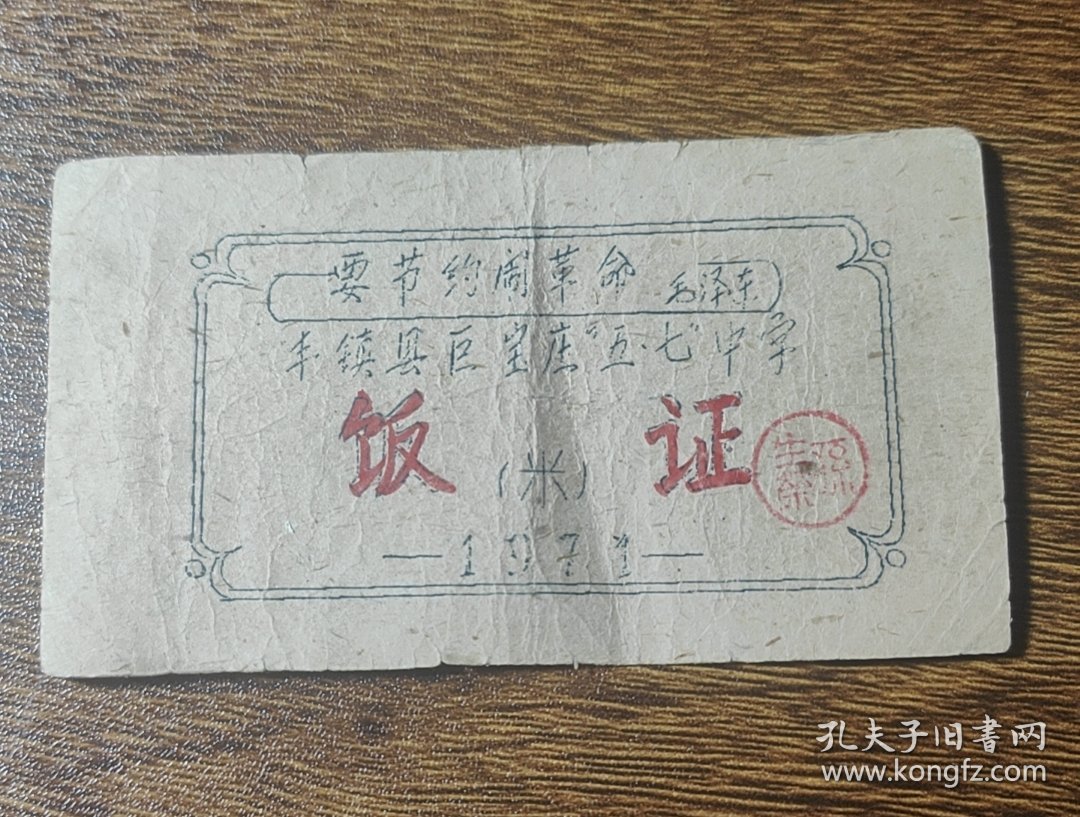 要节约闹革命 毛泽东
丰镇县巨宝庄"五·七"中学
饭 证
(米)
—1971—
孔夫子旧書网
www.kongfz.com